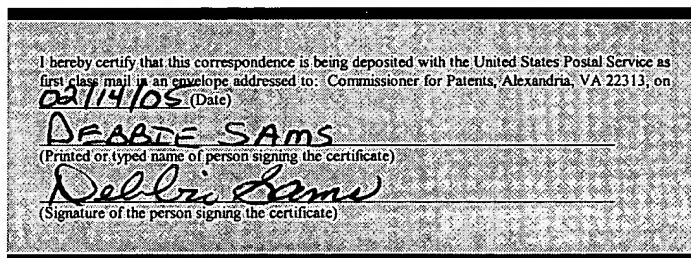 I hereby certify that this correspondence is being deposited with the United States Postal Service as
first class mail in an envelope addressed to: Commissioner for Patents, Alexandria, VA 22313, on
02/14/05 (Date)
DEBBIE SAMS
(Printed or typed name of person signing the certificate)
Debbie Sams
(Signature of the person signing the certificate)